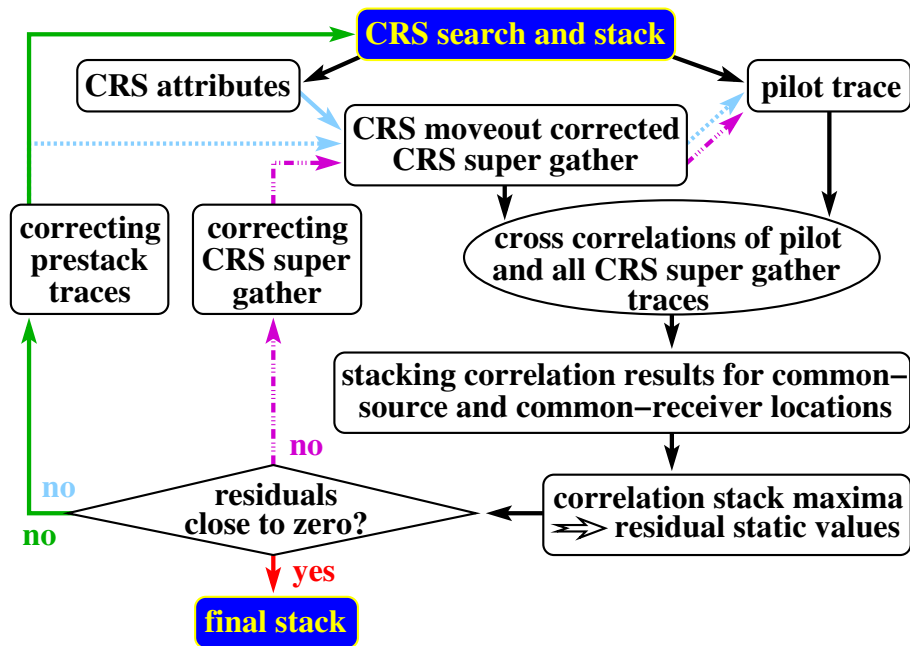 CRS search and stack
CRS attributes
pilot trace
CRS moveout corrected
CRS super gather
correcting
prestack
traces
correcting
CRS super
gather
cross correlations of pilot
and all CRS super gather
traces
stacking correlation results for common−
source and common−receiver locations
no
no
no
residuals
close to zero?
correlation stack maxima
residual static values
yes
final stack